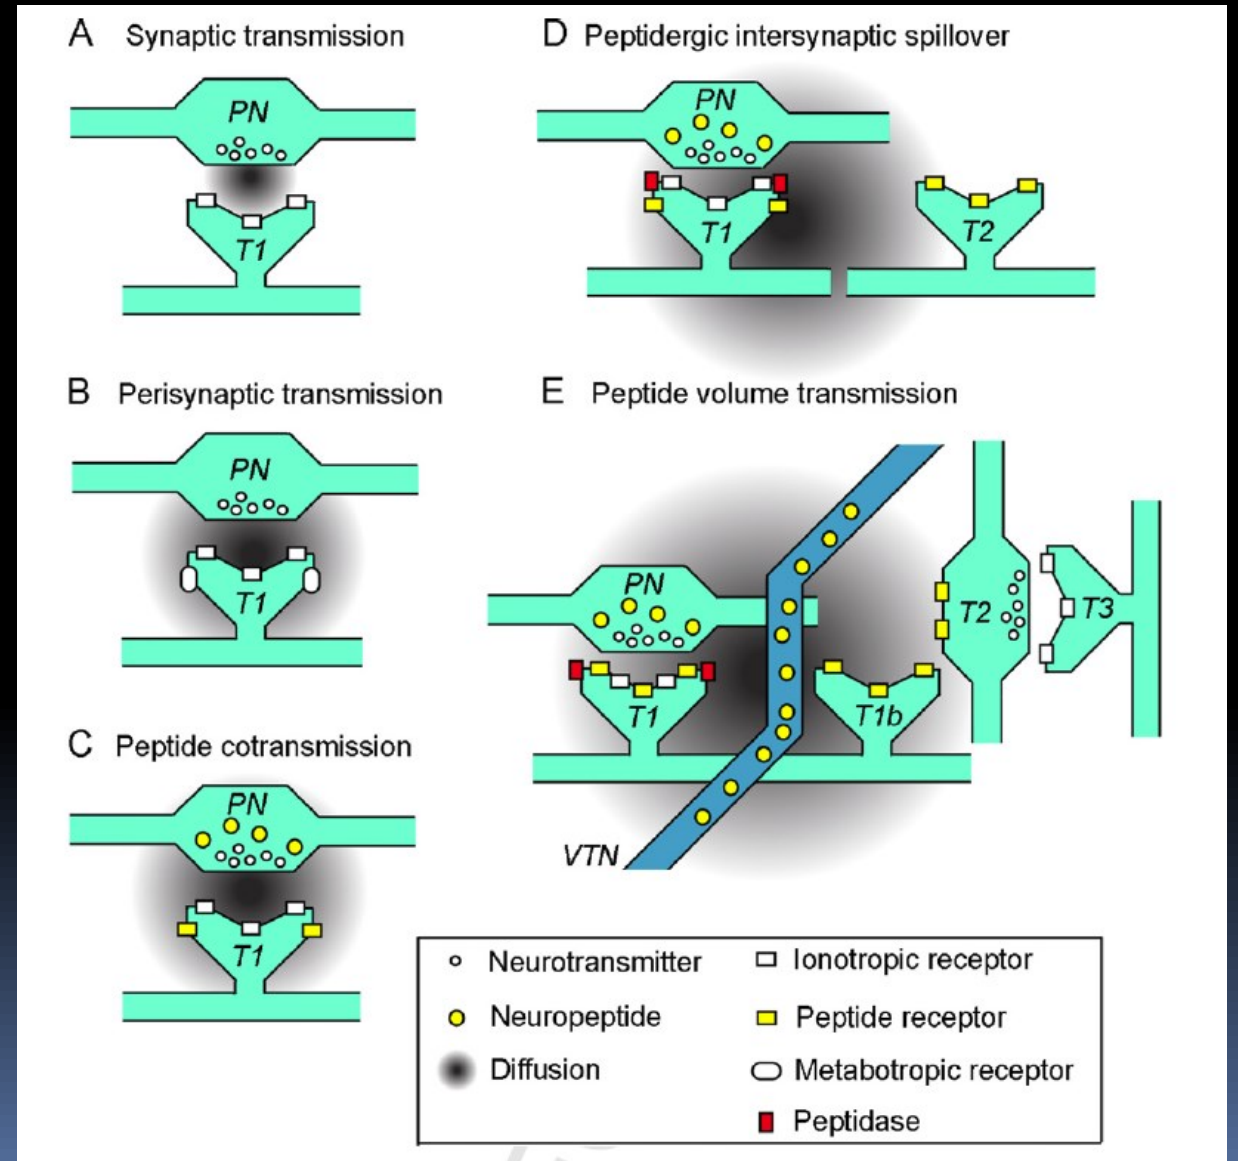 A Synaptic transmission
PN
T1
B Perisynaptic transmission
PN
T1
C Peptide cotransmission
PN
T1
D Peptidergic intersynaptic spillover
PN
T1
T2
E Peptide volume transmission
PN
T1
T1b
T2
T3
VTN
Neurotransmitter
Neuropeptide
Diffusion
Ionotropic receptor
Peptide receptor
Metabotropic receptor
Peptidase